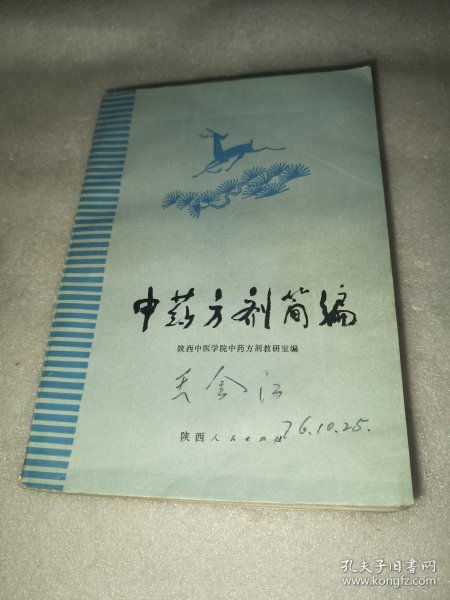 中药方剂简编
陕西中医学院中药方剂教研室编
陕西人民出版社
76.10.25.
孔夫子旧书网
www.kongfz.com